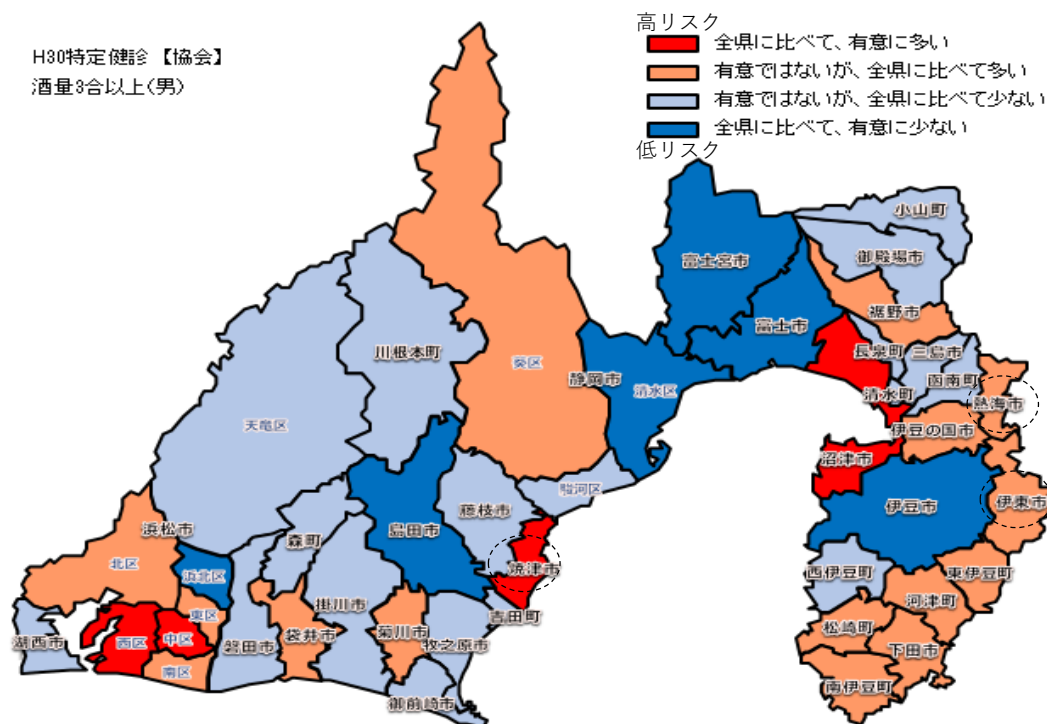 H30特定健診 【協会】
酒量3合以上(男)
高リスク
全県に比べて、有意に多い
有意ではないが、全県に比べて多い
有意ではないが、全県に比べて少ない
全県に比べて、有意に少ない
低リスク
小山町
富士宮市
御殿場市
裾野市
富士市
川根本町
長泉町
三島市
葵区
静岡市
清水区
函南町
清水町
熱海市
天竜区
伊豆の国市
沼津市
駿河区
藤枝市
伊豆市
伊東市
浜松市
島田市
森町
北区
浜北区
焼津市
西伊豆町
東伊豆町
掛川市
東区
吉田町
河津町
湖西市
西区
中区
磐田市
袋井市
菊川市
牧之原市
松崎町
下田市
南区
御前崎市
南伊豆町